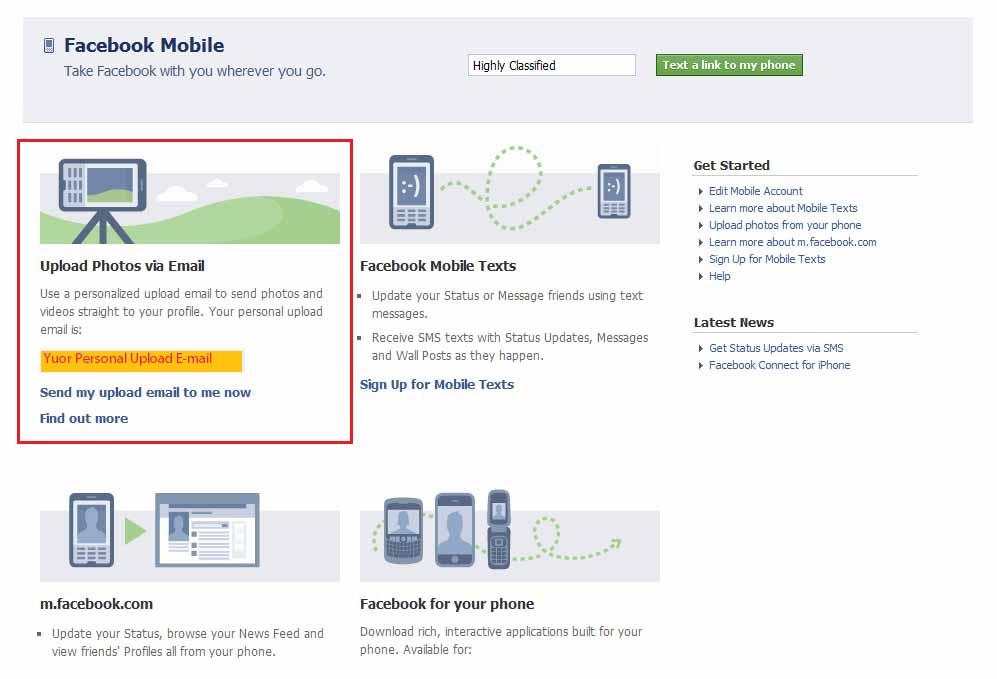 Facebook Mobile
Take Facebook with you wherever you go.
Highly Classified
Text a link to my phone
Upload Photos via Email
Use a personalized upload email to send photos and
videos straight to your profile. Your personal upload
email is:
Yuor Personal Upload E-mail
Send my upload email to me now
Find out more
:-)
:-)
Facebook Mobile Texts
Update your Status or Message friends using text
messages.
Receive SMS texts with Status Updates, Messages
and Wall Posts as they happen.
Sign Up for Mobile Texts
Get Started
Edit Mobile Account
Learn more about Mobile Texts
Upload photos from your phone
Learn more about m.facebook.com
Sign Up for Mobile Texts
Help
Latest News
Get Status Updates via SMS
Facebook Connect for iPhone
m.facebook.com
Update your Status, browse your News Feed and
view friends' Profiles all from your phone.
Facebook for your phone
Download rich, interactive applications built for your
phone. Available for: